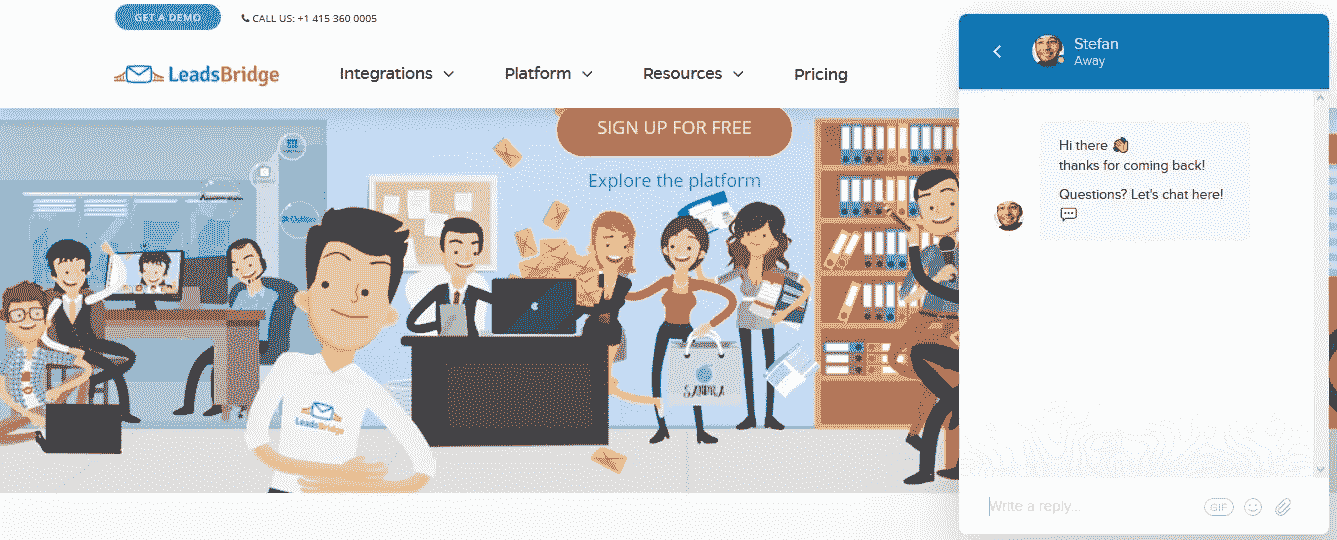 GET A DEMO
CALL US: +1 415 360 0005
LeadsBridge
Integrations
Platform
Resources
Pricing
SIGN UP FOR FREE
Explore the platform
LeadsBridge
SANDRA
Stefan
Away
Hi there 👋
thanks for coming back!
Questions? Let's chat here!
💬
Write a reply...
GIF